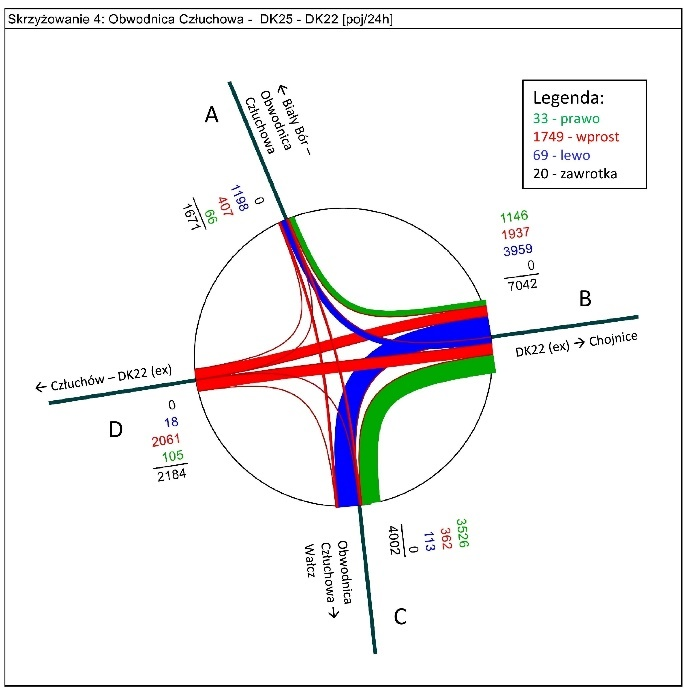 Skrzyżowanie 4: Obwodnica Człuchowa - DK25 - DK22 [poj/24h]
Legenda:
33 - prawo
1749 - wprost
69 - lewo
20 - zawrotka
A
← Biały Bór –
Obwodnica
Człuchowa
0
1198
407
66
1671
1146
1937
3959
0
7042
B
DK22 (ex) → Chojnice
← Człuchów – DK22 (ex)
D
0
18
2061
105
2184
3526
362
113
0
4002
Obwodnica
Człuchowa →
Wałcz
C